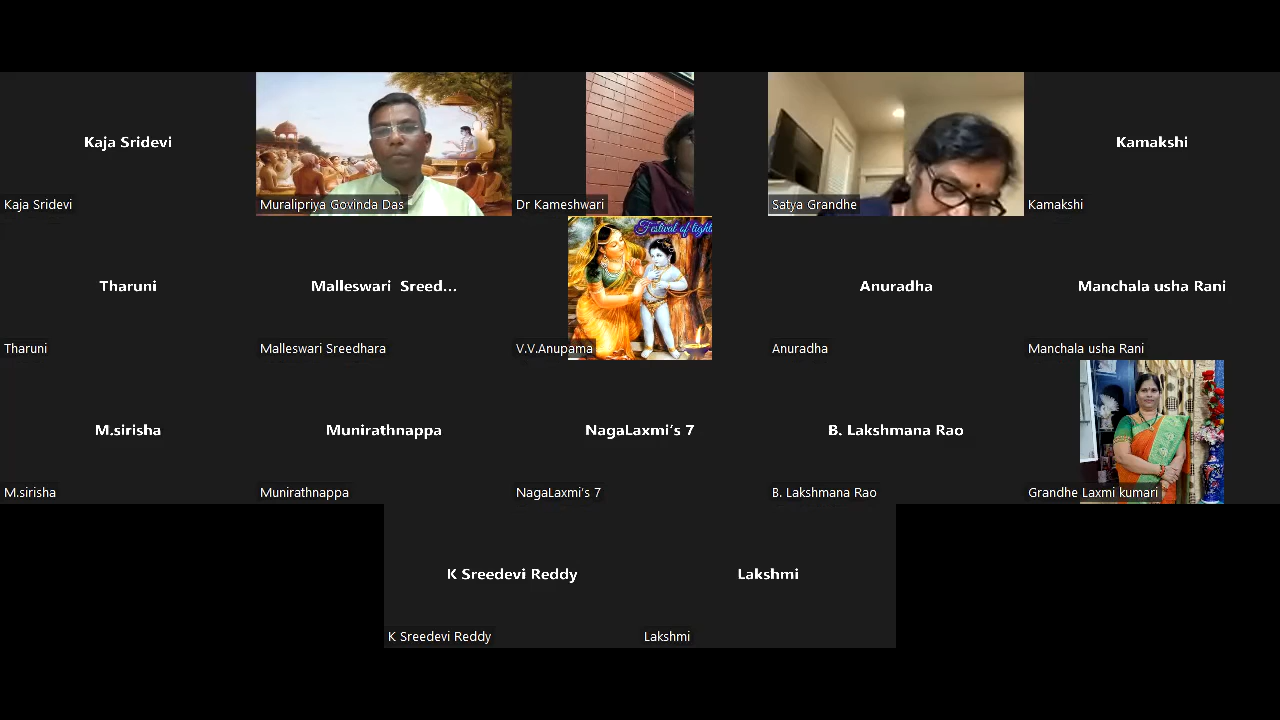 Kaja Sridevi
Kaja Sridevi
Muralipriya Govinda Das
Dr Kameshwari
Satya Grandhe
Kamakshi
Kamakshi
Tharuni
Tharuni
Malleswari Sreed...
Malleswari Sreedhara
Festival of light
V.V.Anupama
Anuradha
Anuradha
Manchala usha Rani
Manchala usha Rani
M.sirisha
M.sirisha
Munirathnappa
Munirathnappa
NagaLaxmi's 7
NagaLaxmi's 7
B. Lakshmana Rao
B. Lakshmana Rao
Grandhe Laxmi kumari
K Sreedevi Reddy
K Sreedevi Reddy
Lakshmi
Lakshmi